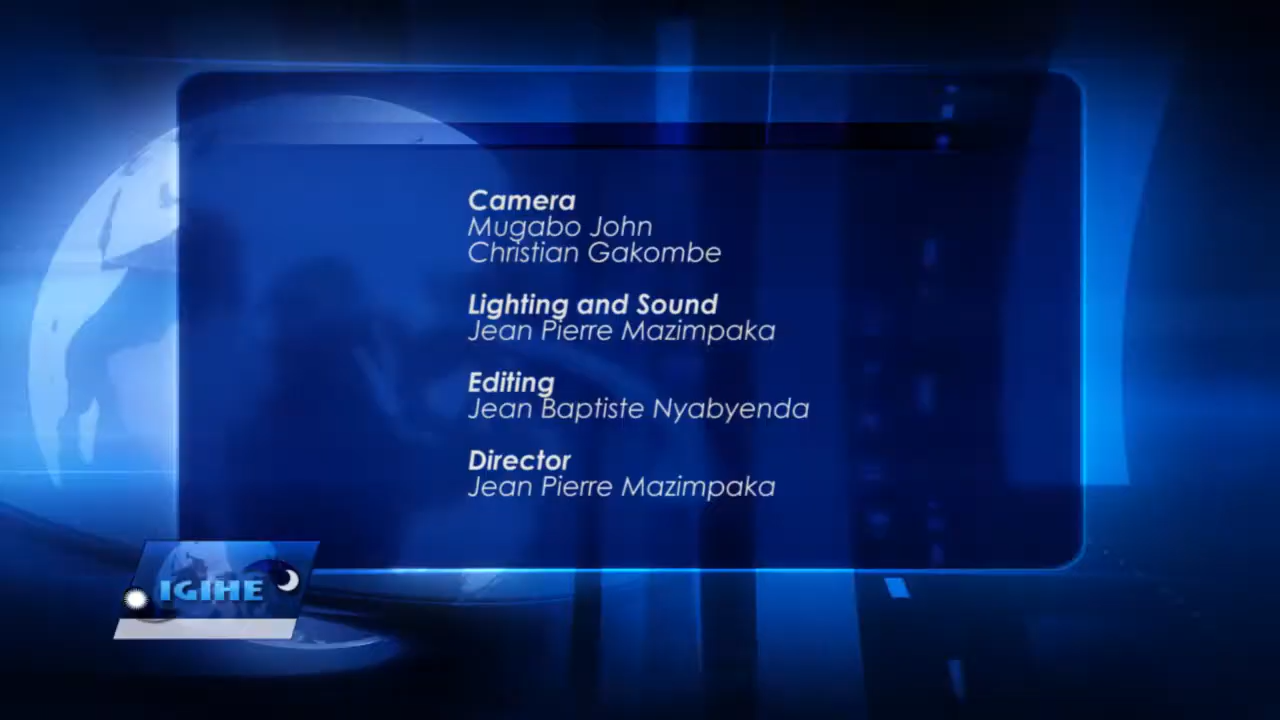 Camera
Mugabo John
Christian Gakombe
Lighting and Sound
Jean Pierre Mazimpaka
Editing
Jean Baptiste Nyabyenda
Director
Jean Pierre Mazimpaka
IGIHE